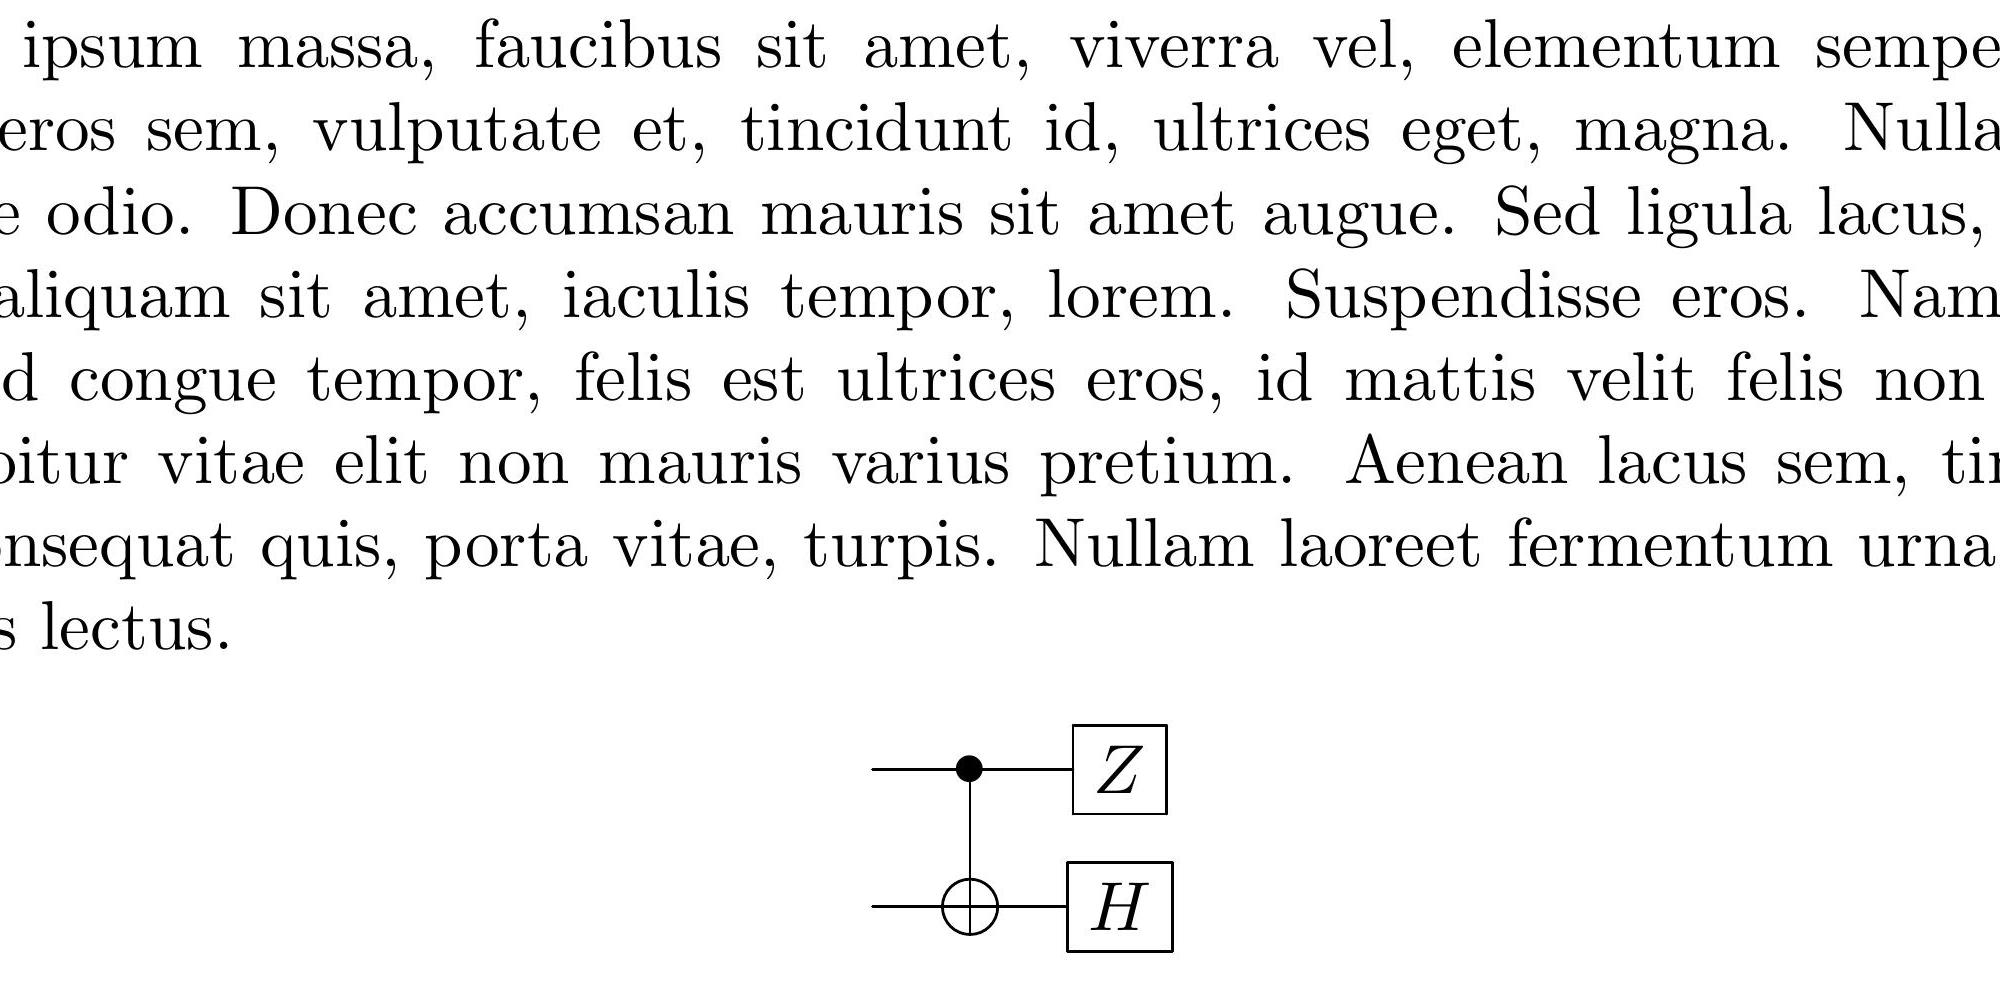 ipsum massa, faucibus sit amet, viverra vel, elementum sempe
eros sem, vulputate et, tincidunt id, ultrices eget, magna. Nulla
e odio. Donec accumsan mauris sit amet augue. Sed ligula lacus,
aliquam sit amet, iaculis tempor, lorem. Suspendisse eros. Nam
d congue tempor, felis est ultrices eros, id mattis velit felis non
bitur vitae elit non mauris varius pretium. Aenean lacus sem, tin
onsequat quis, porta vitae, turpis. Nullam laoreet fermentum urna
s lectus.
Z
H